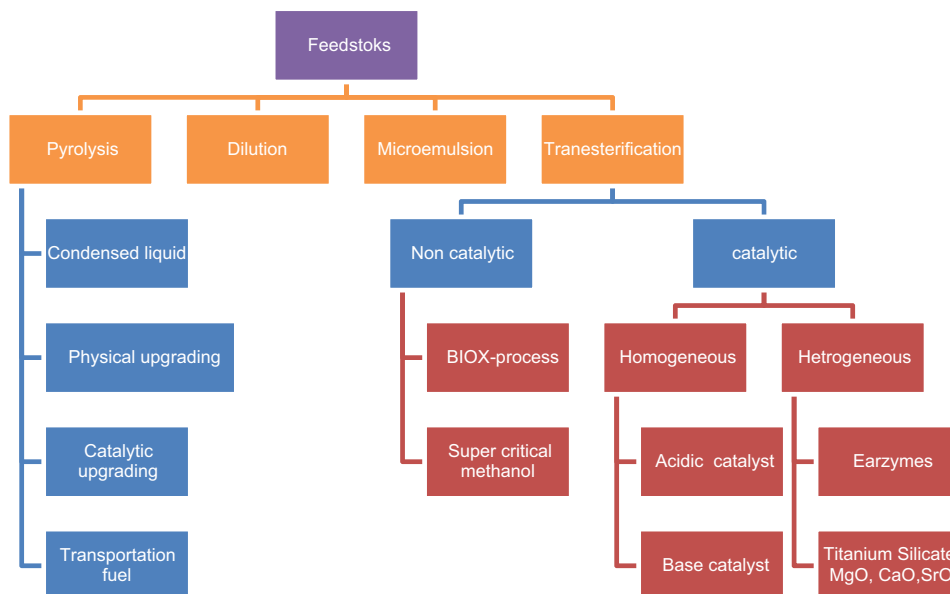 Feedstoks
Pyrolysis
Dilution
Microemulsion
Tranesterification
Condensed liquid
Physical upgrading
Catalytic
upgrading
Transportation
fuel
Non catalytic
BIOX-process
Super critical
methanol
catalytic
Homogeneous
Acidic catalyst
Base catalyst
Hetrogeneous
Earzymes
Titanium Silicate,
MgO, CaO,SrO